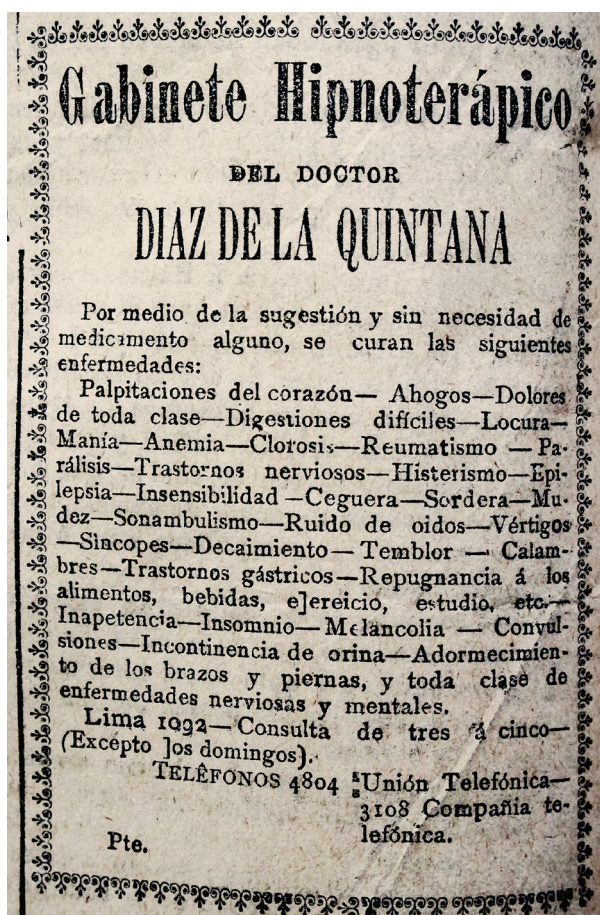 Gabinete Hipnoterápico
DEL DOCTOR
DIAZ DE LA QUINTANA
Por medio de la sugestión y sin necesidad de
medicamento alguno, se curan las siguientes
enfermedades:
Palpitaciones del corazón— Ahogos—Dolores
de toda clase—Digestiones difíciles—Locura—
Manía—Anemia—Clorosis—Reumatismo — Pa-
rálisis—Trastornos nerviosos—Histerismo—Epi-
lepsia—Insensibilidad —Ceguera—Sordera—Mu-
dez—Sonambulismo—Ruido de oidos—Vértigos
—Síncopes—Decaimiento— Temblor — Calam-
bres—Trastornos gástricos—Repugnancia á los
alimentos, bebidas, ejereicio, estudio, etc.—
Inapetencia—Insomnio—Melancolia — Convul-
siones—Incontinencia de orina—Adormecimien-
to de los brazos y piernas, y toda clase de
enfermedades nerviosas y mentales.
Lima 1092—Consulta de tres á cinco—
(Excepto los domingos).
TELÊFONOS 4804 Unión Telefónica—
3108 Compañia te-
lefónica.
Pte.